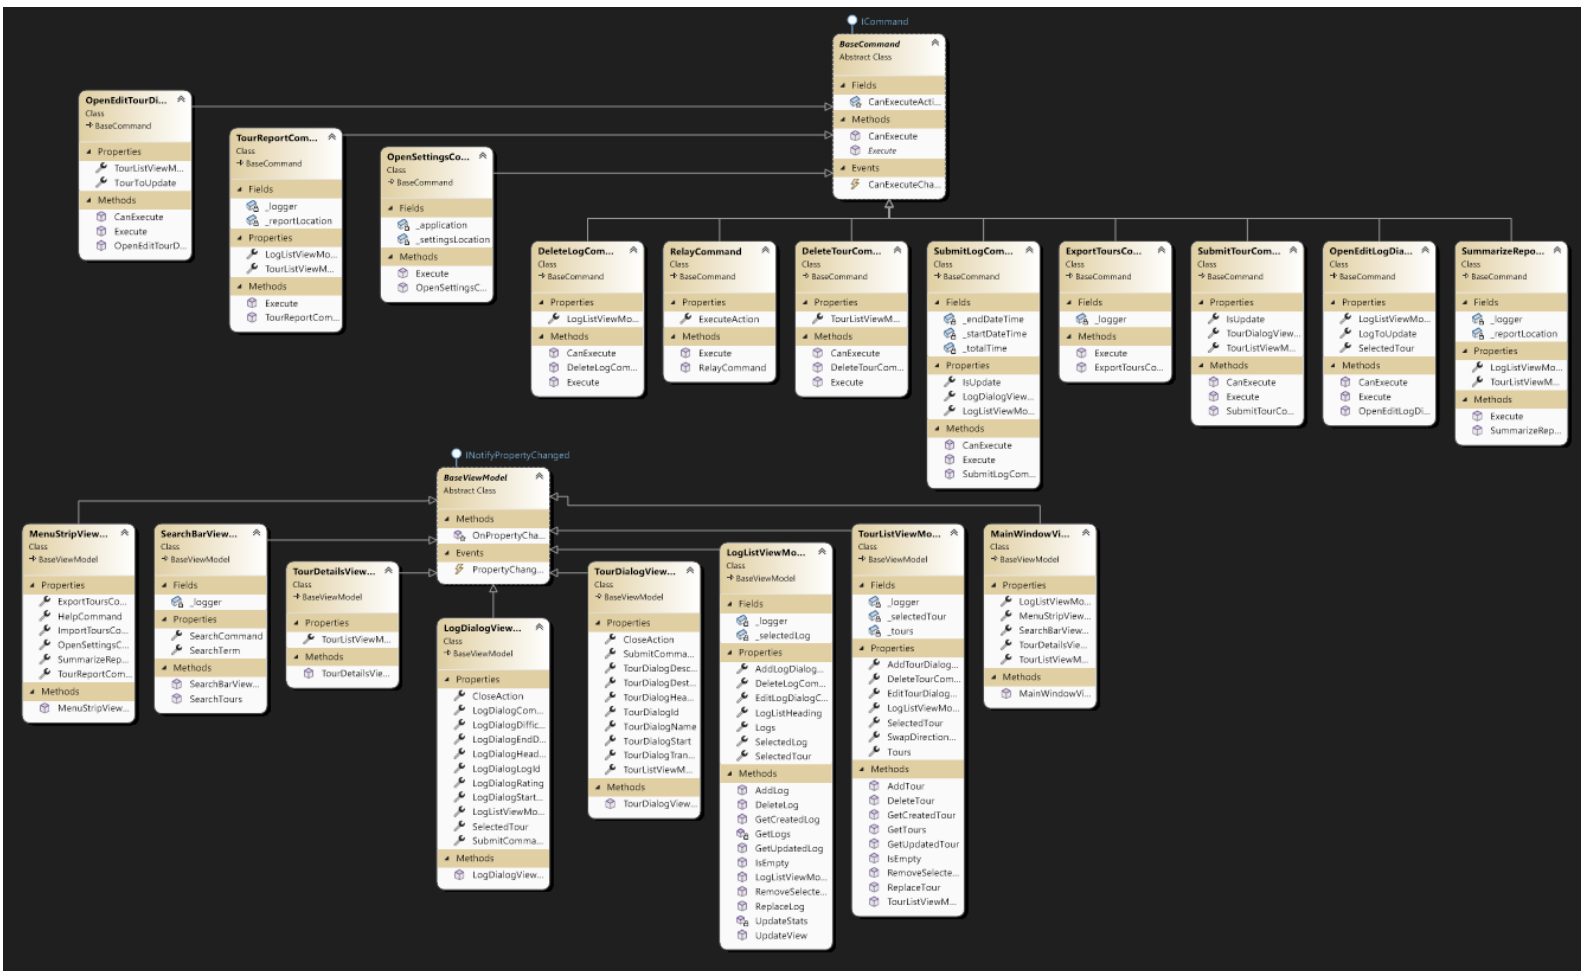 ICommand
BaseCommand
Abstract Class
Fields
CanExecuteActi...
Methods
CanExecute
Execute
Events
CanExecuteCha...
OpenEditTourDi...
Class
BaseCommand
Properties
TourListViewM...
TourToUpdate
Methods
CanExecute
Execute
OpenEditTourD...
TourReportCom...
Class
BaseCommand
Fields
_logger
_reportLocation
Properties
LogListViewMo...
TourListViewM...
Methods
Execute
TourReportCom...
OpenSettingsCo...
Class
BaseCommand
Fields
_application
_settingsLocation
Methods
Execute
OpenSettingsC...
DeleteLogCom...
Class
BaseCommand
Properties
LogListViewMo...
Methods
CanExecute
DeleteLogCom...
Execute
RelayCommand
Class
BaseCommand
Properties
ExecuteAction
Methods
Execute
RelayCommand
DeleteTourCom...
Class
BaseCommand
Properties
TourListViewM...
Methods
CanExecute
DeleteTourCom...
Execute
SubmitLogCom...
Class
BaseCommand
Fields
_endDateTime
_startDateTime
_totalTime
Properties
IsUpdate
LogDialogView...
LogListViewMo...
Methods
CanExecute
Execute
SubmitLogCom...
ExportToursCo...
Class
BaseCommand
Fields
_logger
Methods
Execute
ExportToursCo...
SubmitTourCom...
Class
BaseCommand
Properties
IsUpdate
TourDialogView...
TourListViewM...
Methods
CanExecute
Execute
SubmitTourCo...
OpenEditLogDia...
Class
BaseCommand
Properties
LogListViewMo...
LogToUpdate
SelectedTour
Methods
CanExecute
Execute
OpenEditLogDi...
SummarizeRepo...
Class
BaseCommand
Fields
_logger
_reportLocation
Properties
LogListViewMo...
TourListViewM...
Methods
Execute
SummarizeRep...
INotifyPropertyChanged
BaseViewModel
Abstract Class
Methods
OnPropertyCha...
Events
PropertyChang...
MenuStripView...
Class
BaseViewModel
Properties
ExportToursCo...
HelpCommand
ImportToursCo...
OpenSettingsC...
SummarizeRep...
TourReportCom...
Methods
MenuStripView...
SearchBarView...
Class
BaseViewModel
Fields
_logger
Properties
SearchCommand
SearchTerm
Methods
SearchBarView...
SearchTours
TourDetailsView...
Class
BaseViewModel
Properties
TourListViewM...
Methods
TourDetailsVie...
LogDialogView...
Class
BaseViewModel
Properties
CloseAction
LogDialogCom...
LogDialogDiffic...
LogDialogEndD...
LogDialogHead...
LogDialogLogId
LogDialogRating
LogDialogStart...
LogListViewMo...
SelectedTour
SubmitComma...
Methods
LogDialogView...
TourDialogView...
Class
BaseViewModel
Properties
CloseAction
SubmitComma...
TourDialogDesc...
TourDialogDest...
TourDialogHea...
TourDialogId
TourDialogName
TourDialogStart
TourDialogTran...
TourListViewM...
Methods
TourDialogView...
LogListViewMo...
Class
BaseViewModel
Fields
_logger
_selectedLog
Properties
AddLogDialog...
DeleteLogCom...
EditLogDialogC...
LogListHeading
Logs
SelectedLog
SelectedTour
Methods
AddLog
DeleteLog
GetCreatedLog
GetLogs
GetUpdatedLog
IsEmpty
LogListViewMo...
RemoveSelecte...
ReplaceLog
UpdateStats
UpdateView
TourListViewMo...
Class
BaseViewModel
Fields
_logger
_selectedTour
_tours
Properties
AddTourDialog...
DeleteTourCom...
EditTourDialog...
LogListViewMo...
SelectedTour
SwapDirection...
Tours
Methods
AddTour
DeleteTour
GetCreatedTour
GetTours
GetUpdatedTour
IsEmpty
RemoveSelecte...
ReplaceTour
TourListViewM...
MainWindowVi...
Class
BaseViewModel
Properties
LogListViewMo...
MenuStripView...
SearchBarView...
TourDetailsVie...
TourListViewM...
Methods
MainWindowVi...